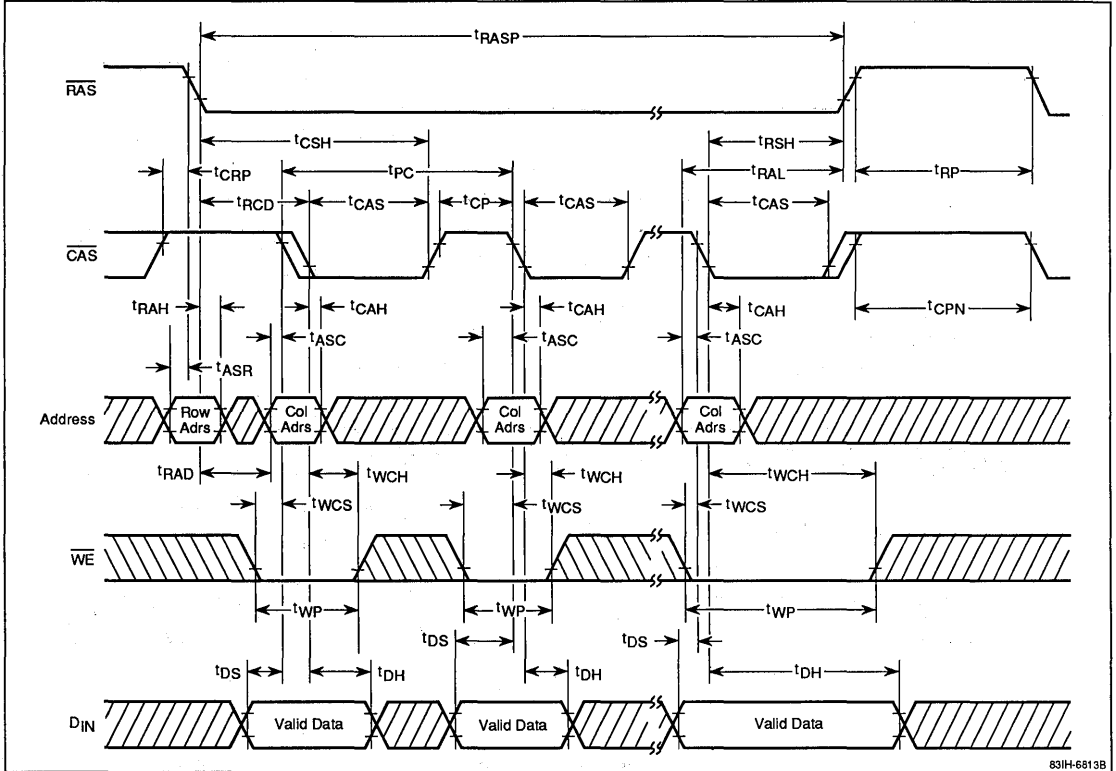 tRASP
RAS
tCSH
tRSH
tCRP
tPC
tRAL
tRP
tRCD
tCAS
tCP
tCAS
tCAS
CAS
tRAH
tCAH
tCAH
tCAH
tCPN
tASC
tASC
tASC
tASR
Address
Row Adrs
Col Adrs
Col Adrs
Col Adrs
tRAD
tWCH
tWCH
tWCH
tWCS
tWCS
tWCS
WE
tWP
tWP
tWP
tDS
tDS
tDS
tDH
tDH
tDH
DIN
Valid Data
Valid Data
Valid Data
83IH-6813B